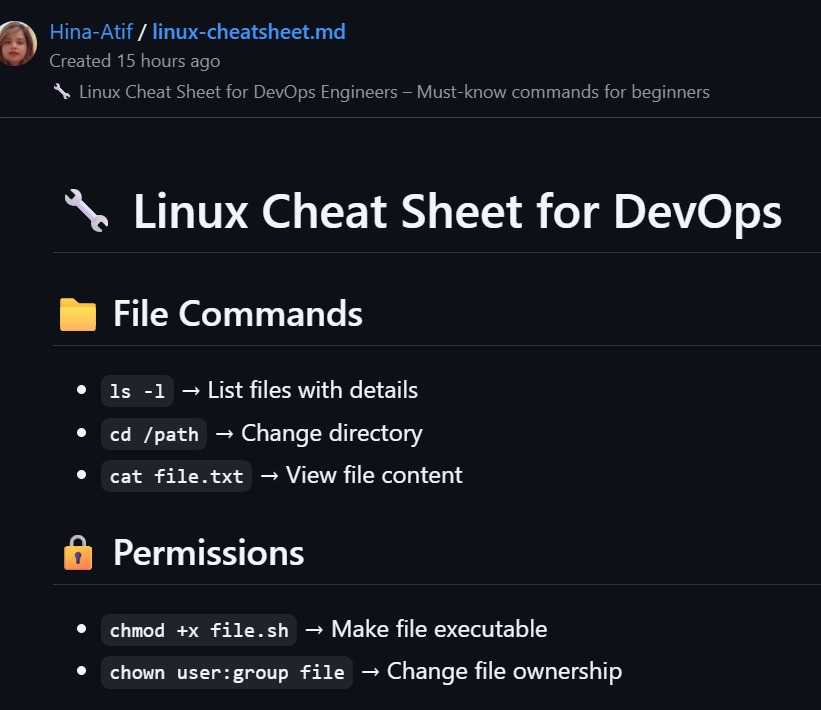 Hina-Atif / linux-cheatsheet.md
Created 15 hours ago
🔧 Linux Cheat Sheet for DevOps Engineers – Must-know commands for beginners
🔧 Linux Cheat Sheet for DevOps
📁 File Commands
• ls -l → List files with details
• cd /path → Change directory
• cat file.txt → View file content
🔒 Permissions
• chmod +x file.sh → Make file executable
• chown user:group file → Change file ownership